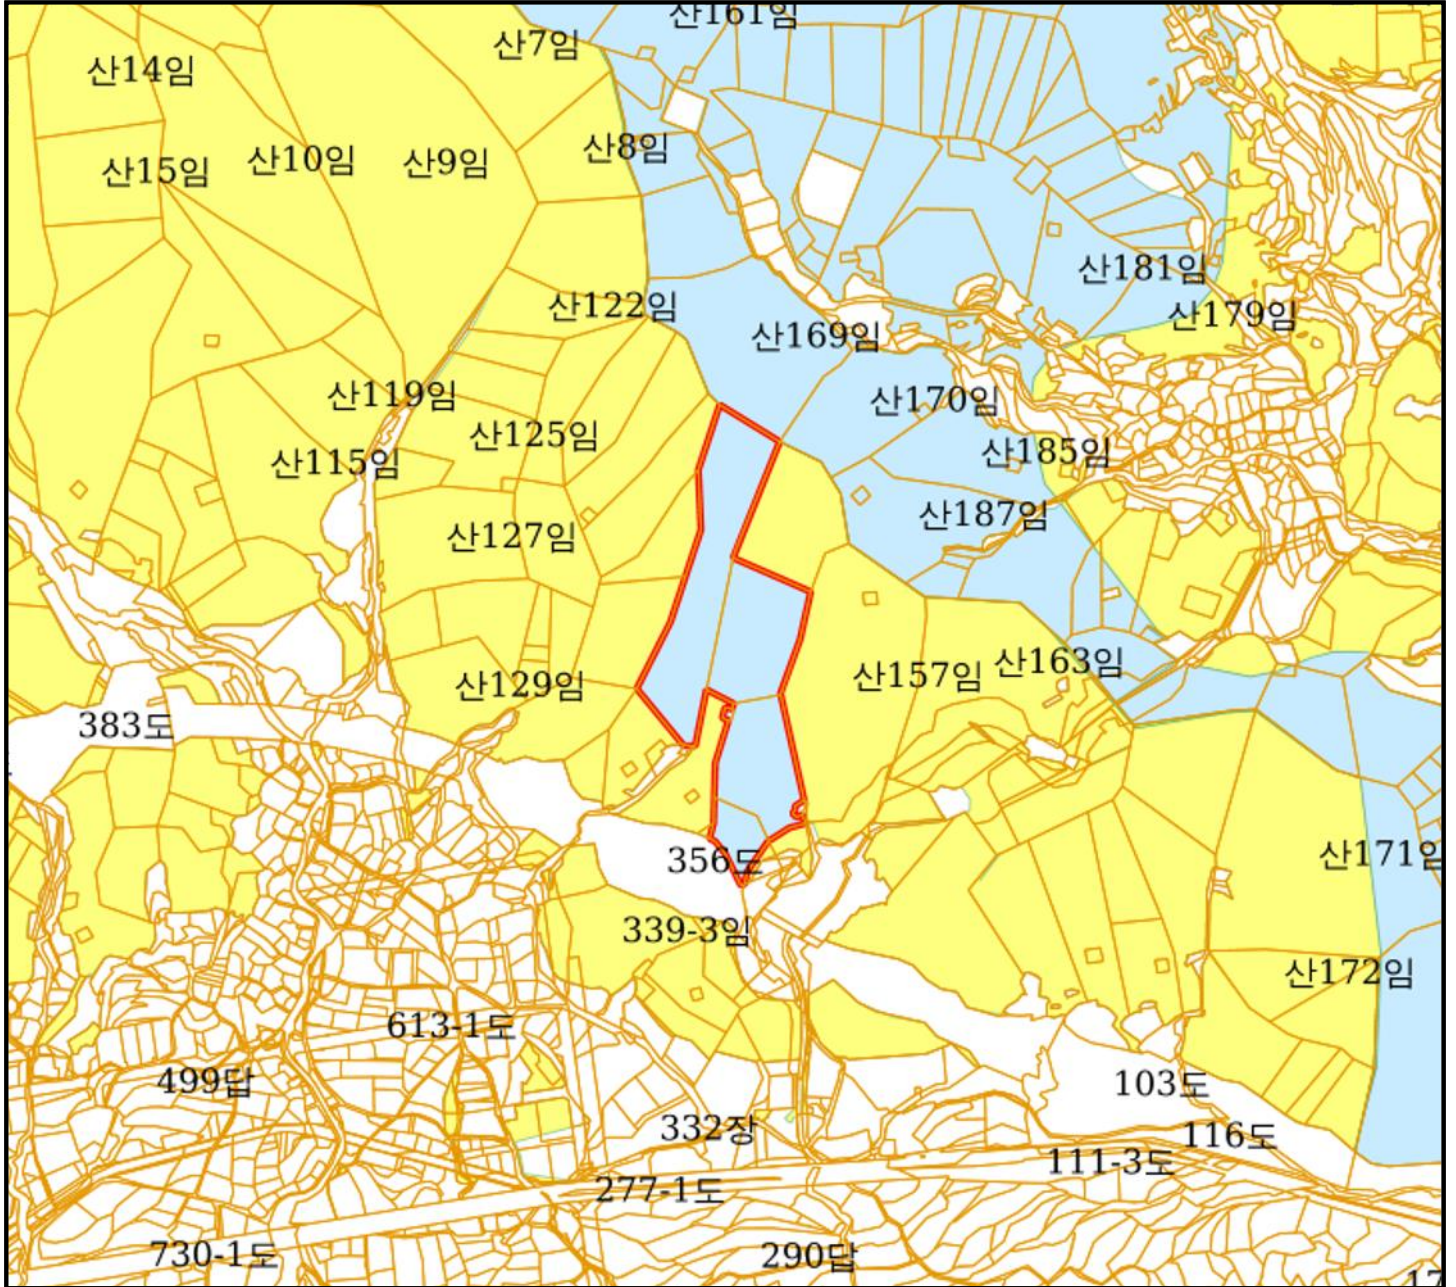 산161임
산7임
산14임
산8임
산15임
산10임
산9임
산181임
산122임
산179임
산169임
산119임
산170임
산125임
산115임
산185임
산187임
산127임
산157임
산163임
산129임
383도
356도
산171임
339-3임
산172임
613-1도
499답
103도
332장
116도
111-3도
277-1도
730-1도
290답